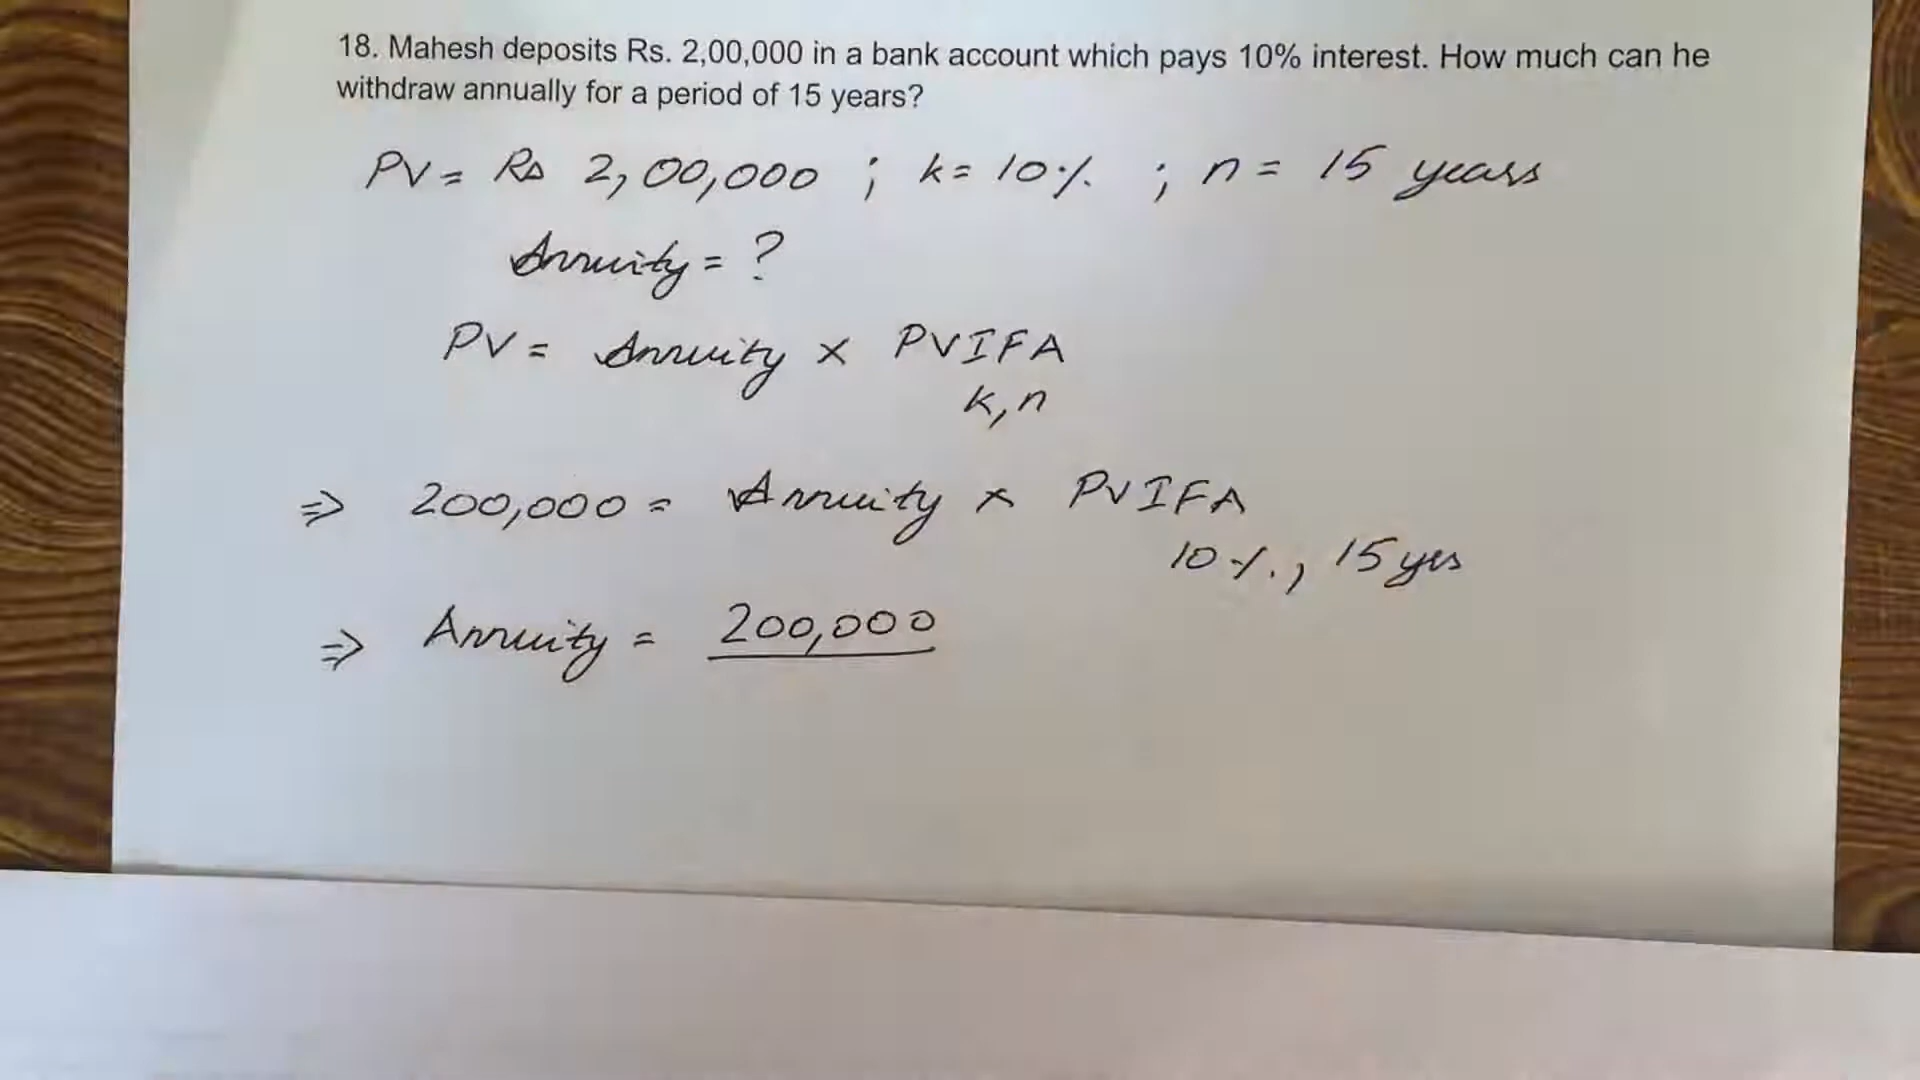 18. Mahesh deposits Rs. 2,00,000 in a bank account which pays 10% interest. How much can he
withdraw annually for a period of 15 years?
PV = Rs 2,00,000 ; k = 10% ; n = 15 years
Annuity = ?
PV = Annuity × PVIFA
k, n
⇒ 200,000 = Annuity × PVIFA
10%, 15 yrs
⇒ Annuity = 200,000